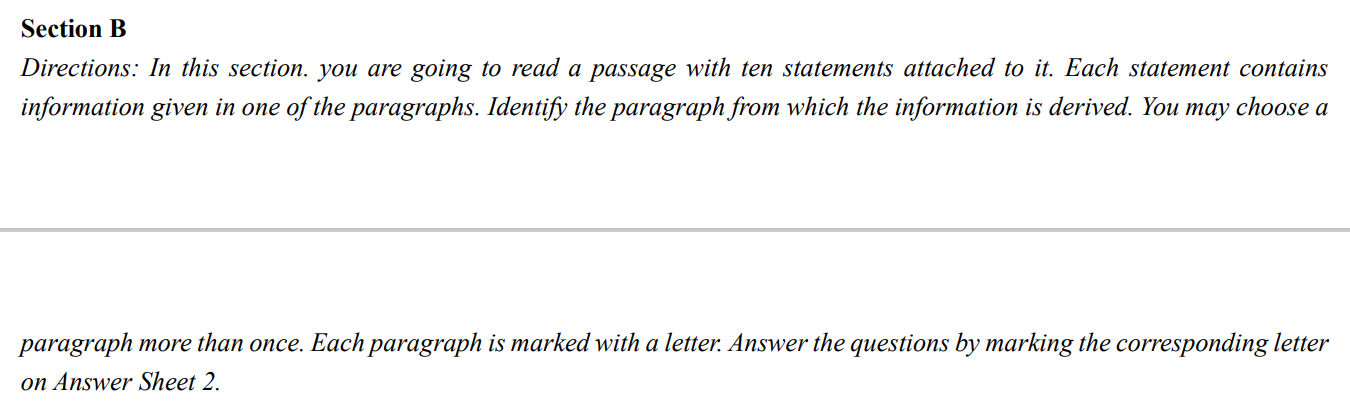 Section B
Directions: In this section. you are going to read a passage with ten statements attached to it. Each statement contains
information given in one of the paragraphs. Identify the paragraph from which the information is derived. You may choose a
paragraph more than once. Each paragraph is marked with a letter. Answer the questions by marking the corresponding letter
on Answer Sheet 2.